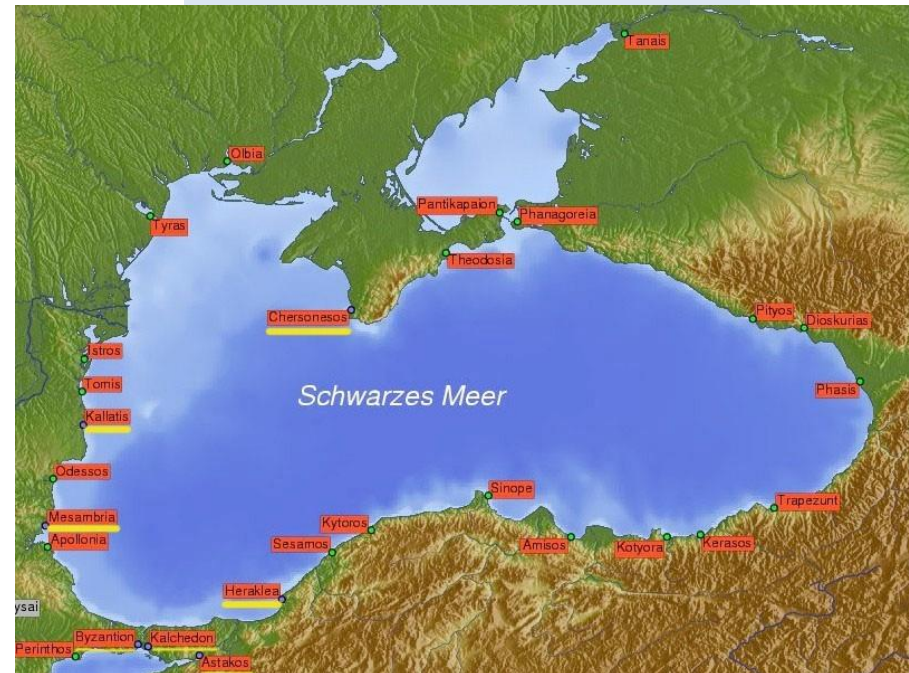 Tanais
Olbia
Pantikapaion
Phanagoreia
Tyras
Theodosia
Chersonesos
Pityos
Dioskurias
Istros
Tomis
Phasis
Schwarzes Meer
Kallatis
Odessos
Sinope
Trapezunt
Mesambria
Kytoros
Apollonia
Sesamos
Amisos
Kotyora
Kerasos
Heraklea
ysai
Byzantion
Kalchedon
Perinthos
Astakos